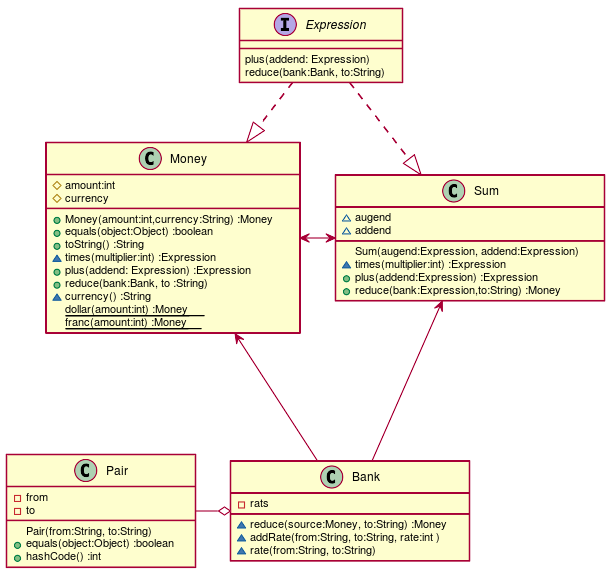 I Expression
plus(addend: Expression)
reduce(bank:Bank, to:String)
C Money
amount:int
currency
Money(amount:int,currency:String) :Money
equals(object:Object) :boolean
toString() :String
times(multiplier:int) :Expression
plus(addend: Expression) :Expression
reduce(bank:Bank, to :String)
currency() :String
dollar(amount:int) :Money
franc(amount:int) :Money
C Sum
augend
addend
Sum(augend:Expression, addend:Expression)
times(multiplier:int) :Expression
plus(addend:Expression) :Expression
reduce(bank:Expression,to:String) :Money
C Pair
from
to
Pair(from:String, to:String)
equals(object:Object) :boolean
hashCode() :int
C Bank
rats
reduce(source:Money, to:String) :Money
addRate(from:String, to:String, rate:int )
rate(from:String, to:String)